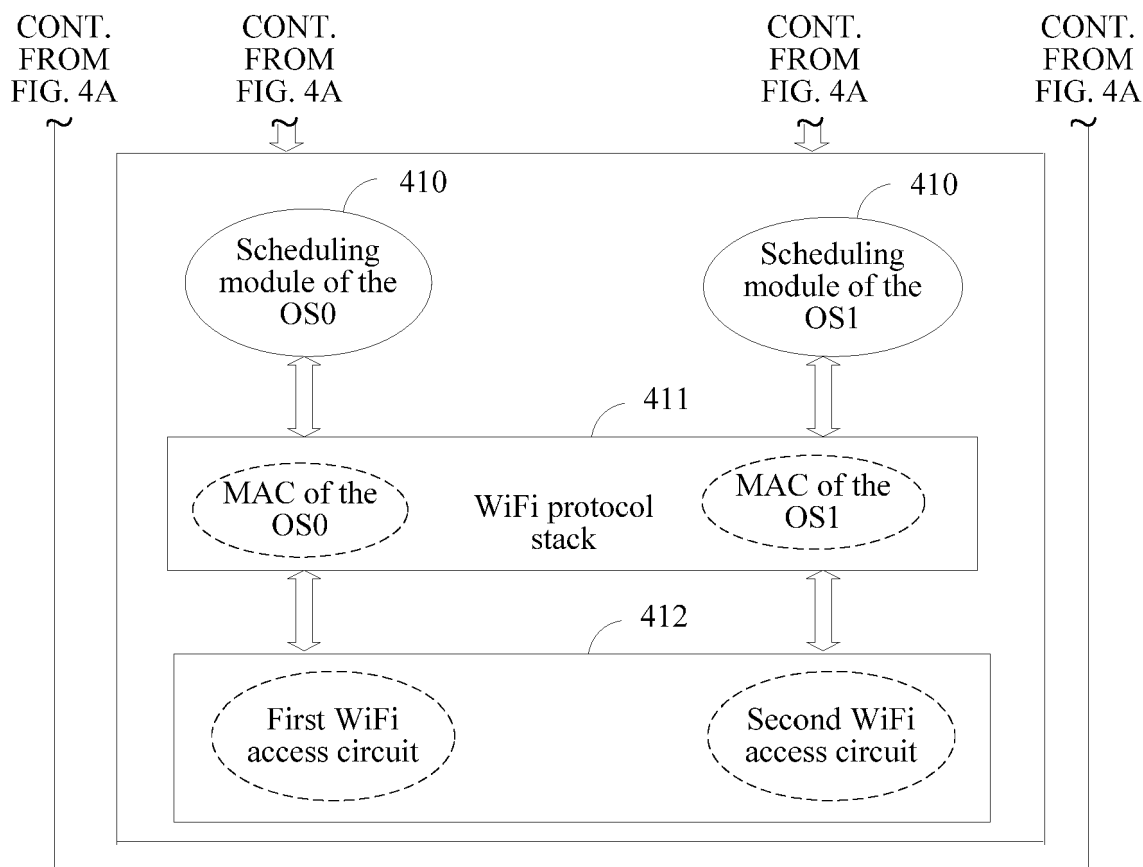 CONT.
FROM
FIG. 4A
CONT.
FROM
FIG. 4A
CONT.
FROM
FIG. 4A
CONT.
FROM
FIG. 4A
410
Scheduling
module of the
OS0
410
Scheduling
module of the
OS1
411
MAC of the
OS0
WiFi protocol
stack
MAC of the
OS1
412
First WiFi
access circuit
Second WiFi
access circuit